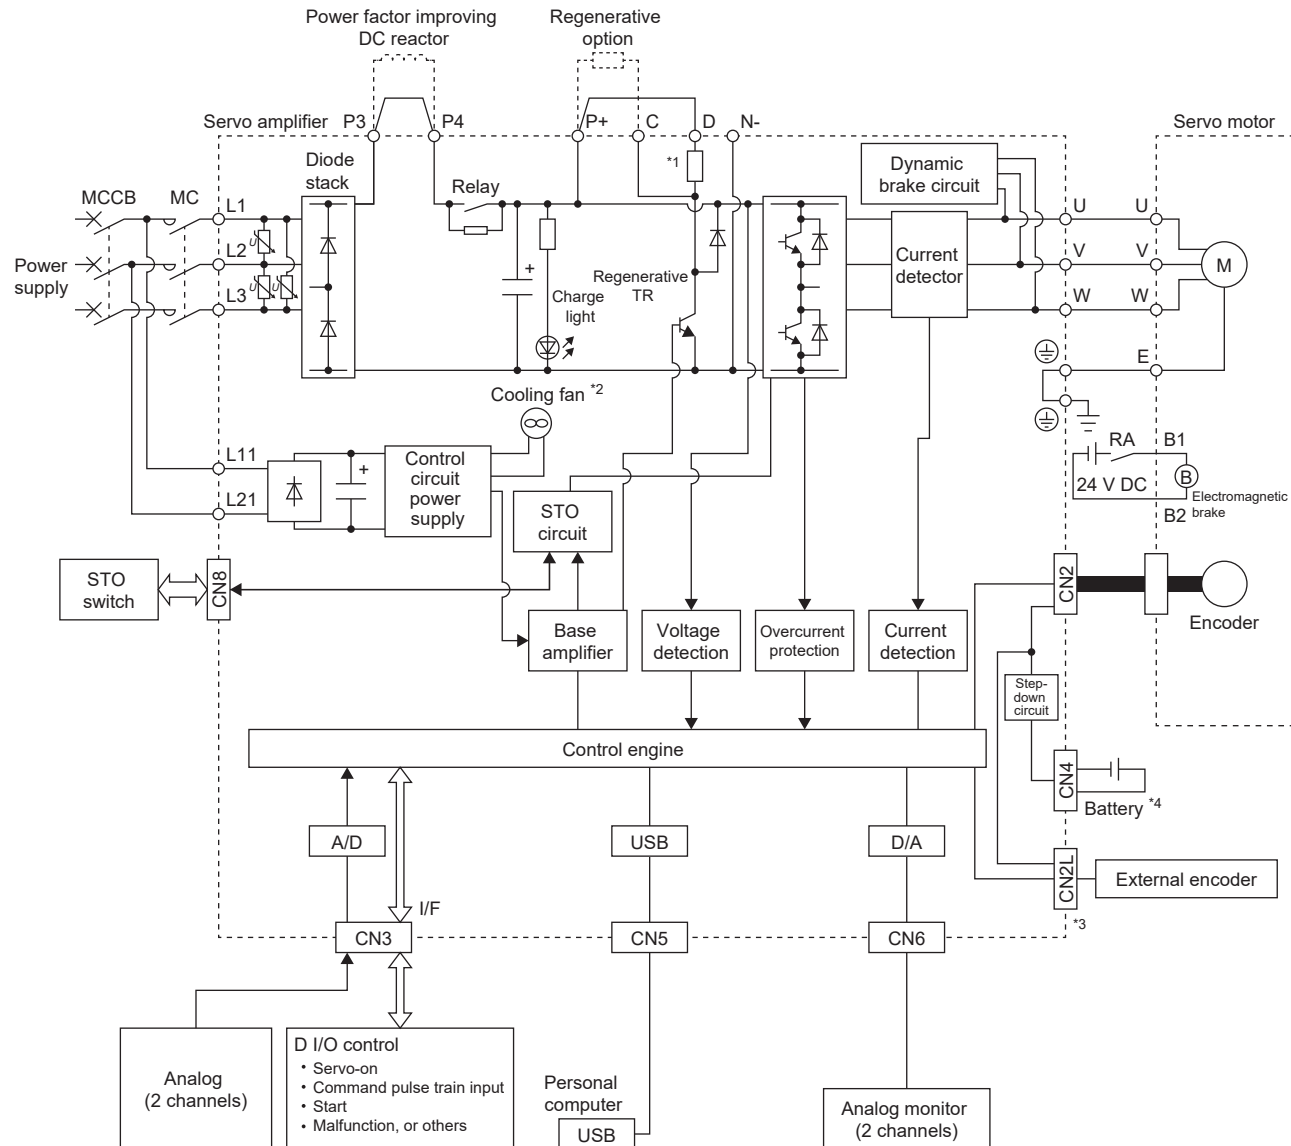 Power factor improving
DC reactor
Regenerative
option
Servo amplifier
P3
P4
P+
C
D
N-
Servo motor
Diode
stack
*1
Dynamic
brake circuit
MCCB
MC
L1
Relay
U
U
Power
supply
L2
U
Regenerative
TR
Current
detector
V
V
M
L3
U
U
Charge
light
W
W
+
E
Cooling fan *2
L11
+
Control
circuit
power
supply
RA
B1
24 V DC
B
Electromagnetic
brake
B2
L21
STO
circuit
STO
switch
CN8
CN2
Encoder
Base
amplifier
Voltage
detection
Overcurrent
protection
Current
detection
Step-
down
circuit
Control engine
CN4
Battery *4
A/D
USB
D/A
CN2L
External encoder
*3
I/F
CN3
CN5
CN6
Analog
(2 channels)
D I/O control
• Servo-on
• Command pulse train input
• Start
• Malfunction, or others
Personal
computer
USB
Analog monitor
(2 channels)